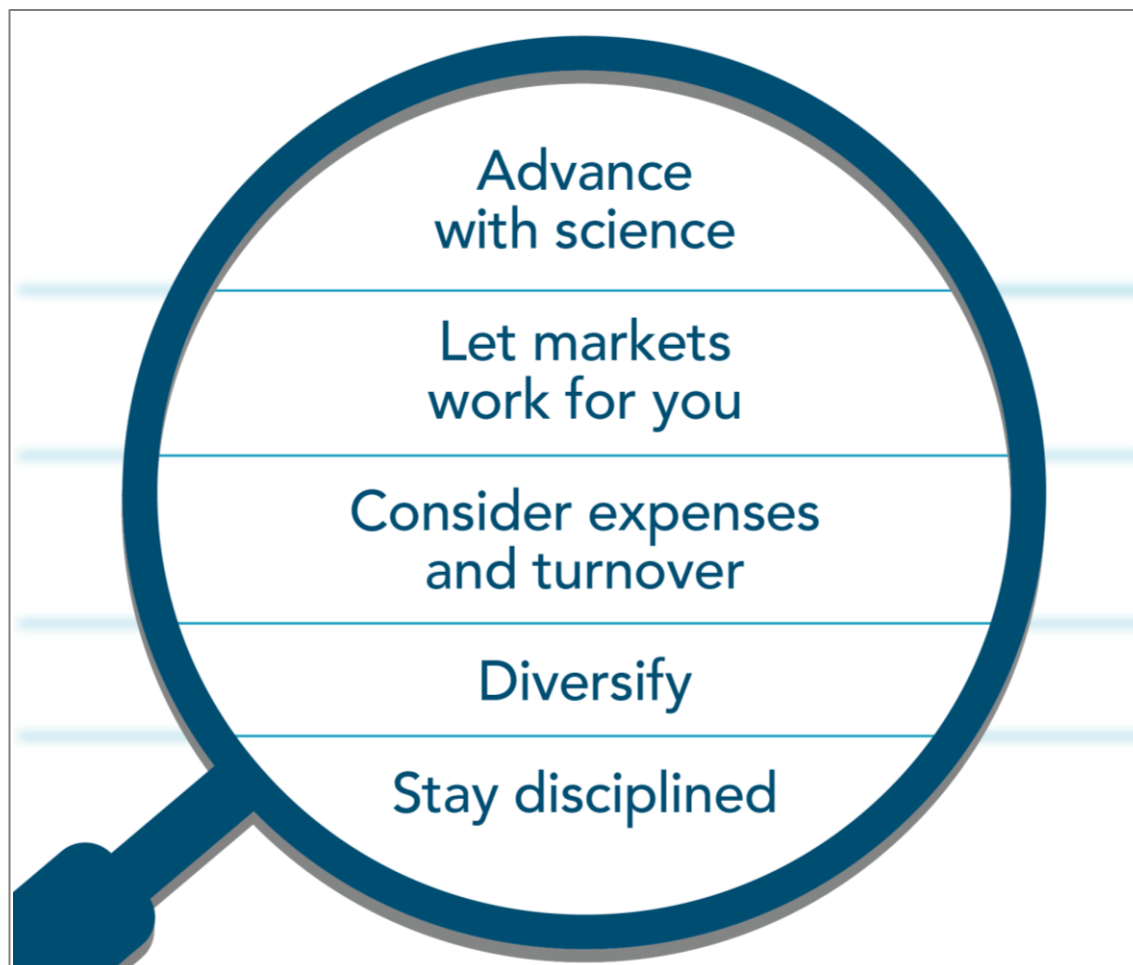 Advance
with science
Let markets
work for you
Consider expenses
and turnover
Diversify
Stay disciplined